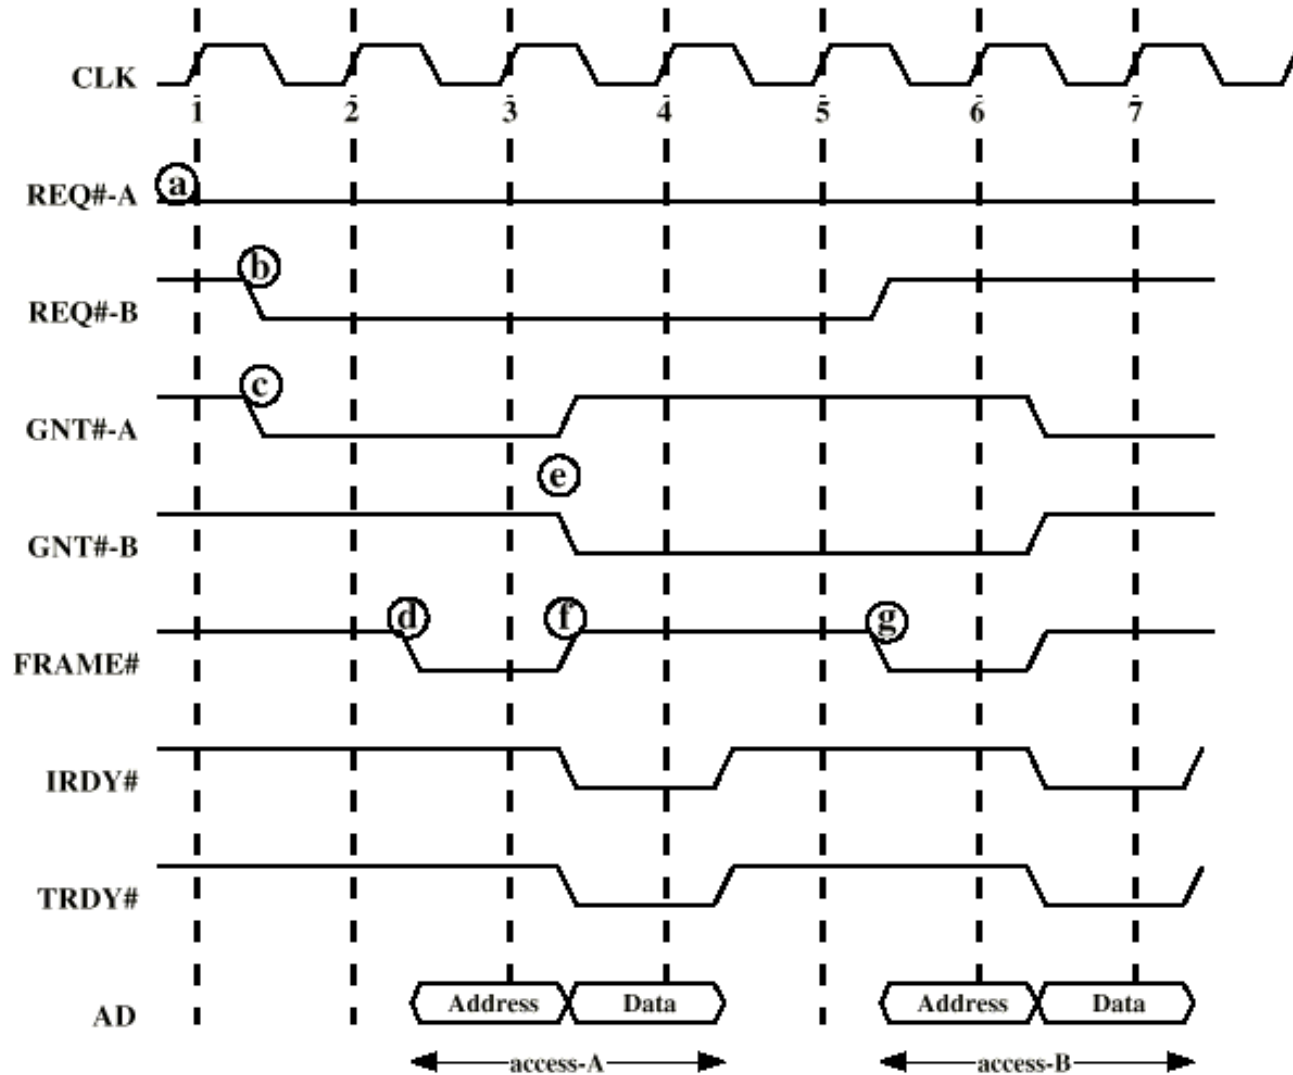 CLK
1 2 3 4 5 6 7
REQ#-A a
REQ#-B b
GNT#-A c
e
GNT#-B
d f g
FRAME#
IRDY#
TRDY#
AD Address Data Address Data
access-A access-B